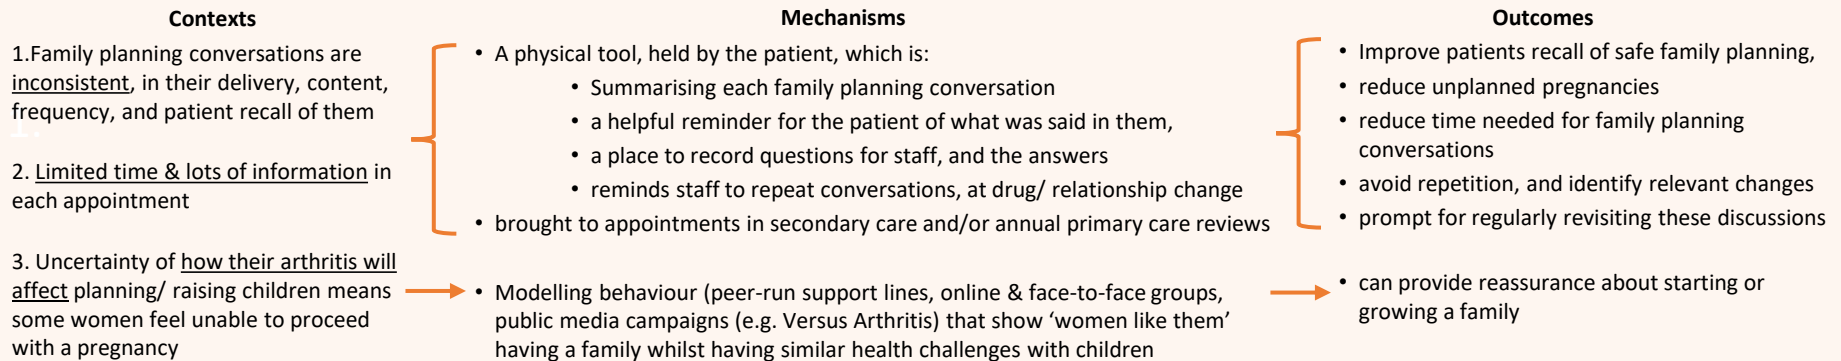 Contexts
1.Family planning conversations are
inconsistent, in their delivery, content,
frequency, and patient recall of them
1.
2. Limited time & lots of information in
each appointment
3. Uncertainty of how their arthritis will
affect planning/ raising children means
some women feel unable to proceed
with a pregnancy
Mechanisms
• A physical tool, held by the patient, which is:
• Summarising each family planning conversation
• a helpful reminder for the patient of what was said in them,
• a place to record questions for staff, and the answers
• reminds staff to repeat conversations, at drug/ relationship change
• brought to appointments in secondary care and/or annual primary care reviews
• Modelling behaviour (peer-run support lines, online & face-to-face groups,
public media campaigns (e.g. Versus Arthritis) that show ‘women like them’
having a family whilst having similar health challenges with children
Outcomes
• Improve patients recall of safe family planning,
• reduce unplanned pregnancies
• reduce time needed for family planning
conversations
• avoid repetition, and identify relevant changes
• prompt for regularly revisiting these discussions
• can provide reassurance about starting or
growing a family